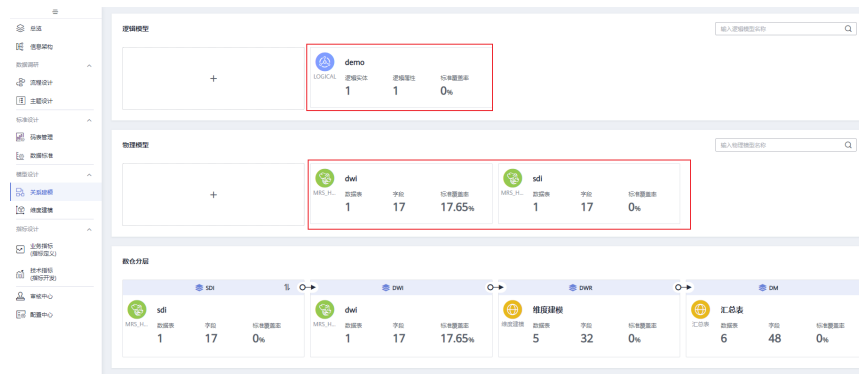 总览
信息架构
数据调研
流程设计
主题设计
标准设计
码表管理
数据标准
模型设计
关系建模
维度建模
指标设计
业务指标
(指标定义)
技术指标
(指标开发)
审核中心
配置中心
逻辑模型
输入逻辑模型名称
+
demo
LOGICAL 逻辑实体 逻辑属性 标准覆盖率
1 1 0%
物理模型
输入物理模型名称
+
dwi
MRS_H... 数据表 字段 标准覆盖率
1 17 17.65%
sdi
MRS_H... 数据表 字段 标准覆盖率
1 17 0%
数仓分层
SDI
DWI
DWR
DM
sdi
MRS_H... 数据表 字段 标准覆盖率
1 17 0%
dwi
MRS_H... 数据表 字段 标准覆盖率
1 17 17.65%
维度建模
维度建模 数据表 字段 标准覆盖率
5 32 0%
汇总表
汇总表 数据表 字段 标准覆盖率
6 48 0%